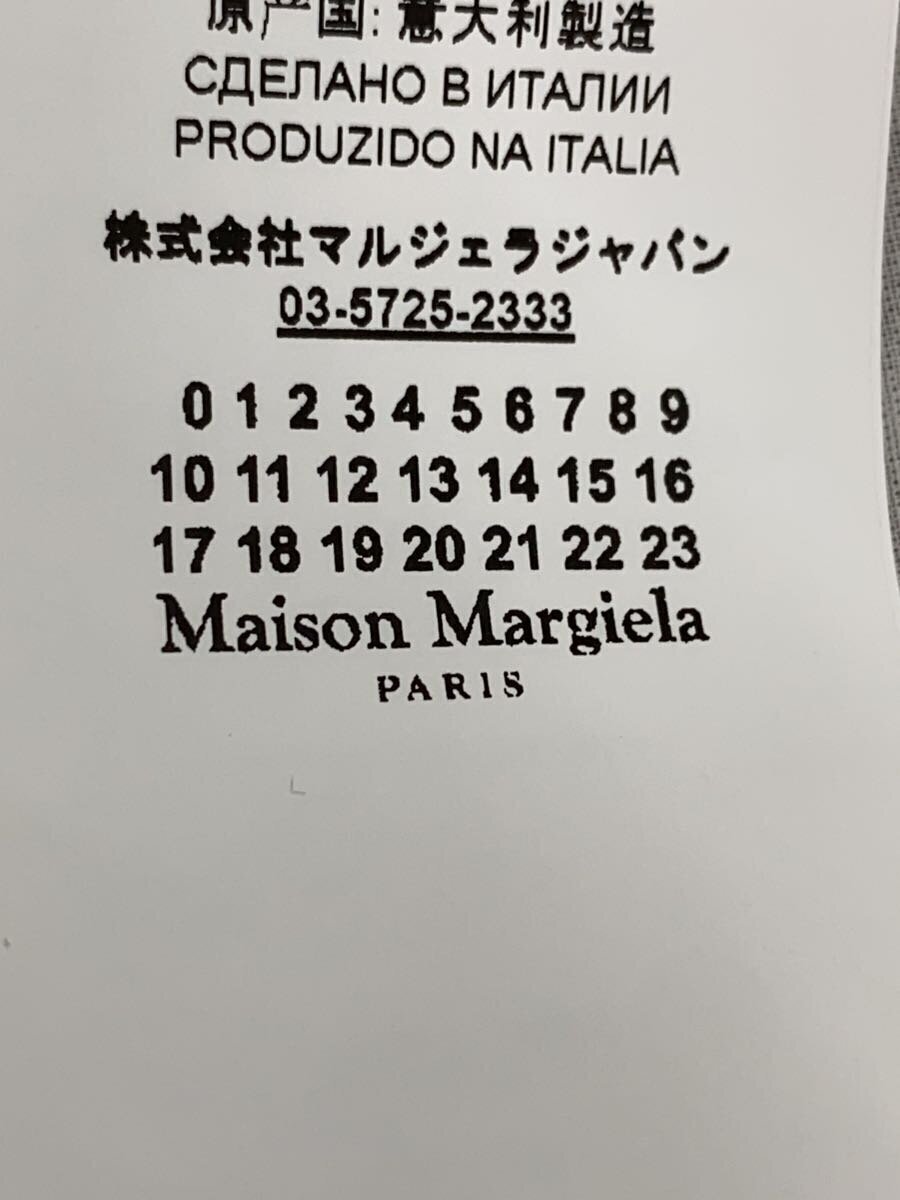 原产国: 意大利製造
СДЕЛАНО В ИТАЛИИ
PRODUZIDO NA ITALIA
株式会社マルジェラジャパン
03-5725-2333
0 1 2 3 4 5 6 7 8 9
10 11 12 13 14 15 16
17 18 19 20 21 22 23
Maison Margiela
PARIS